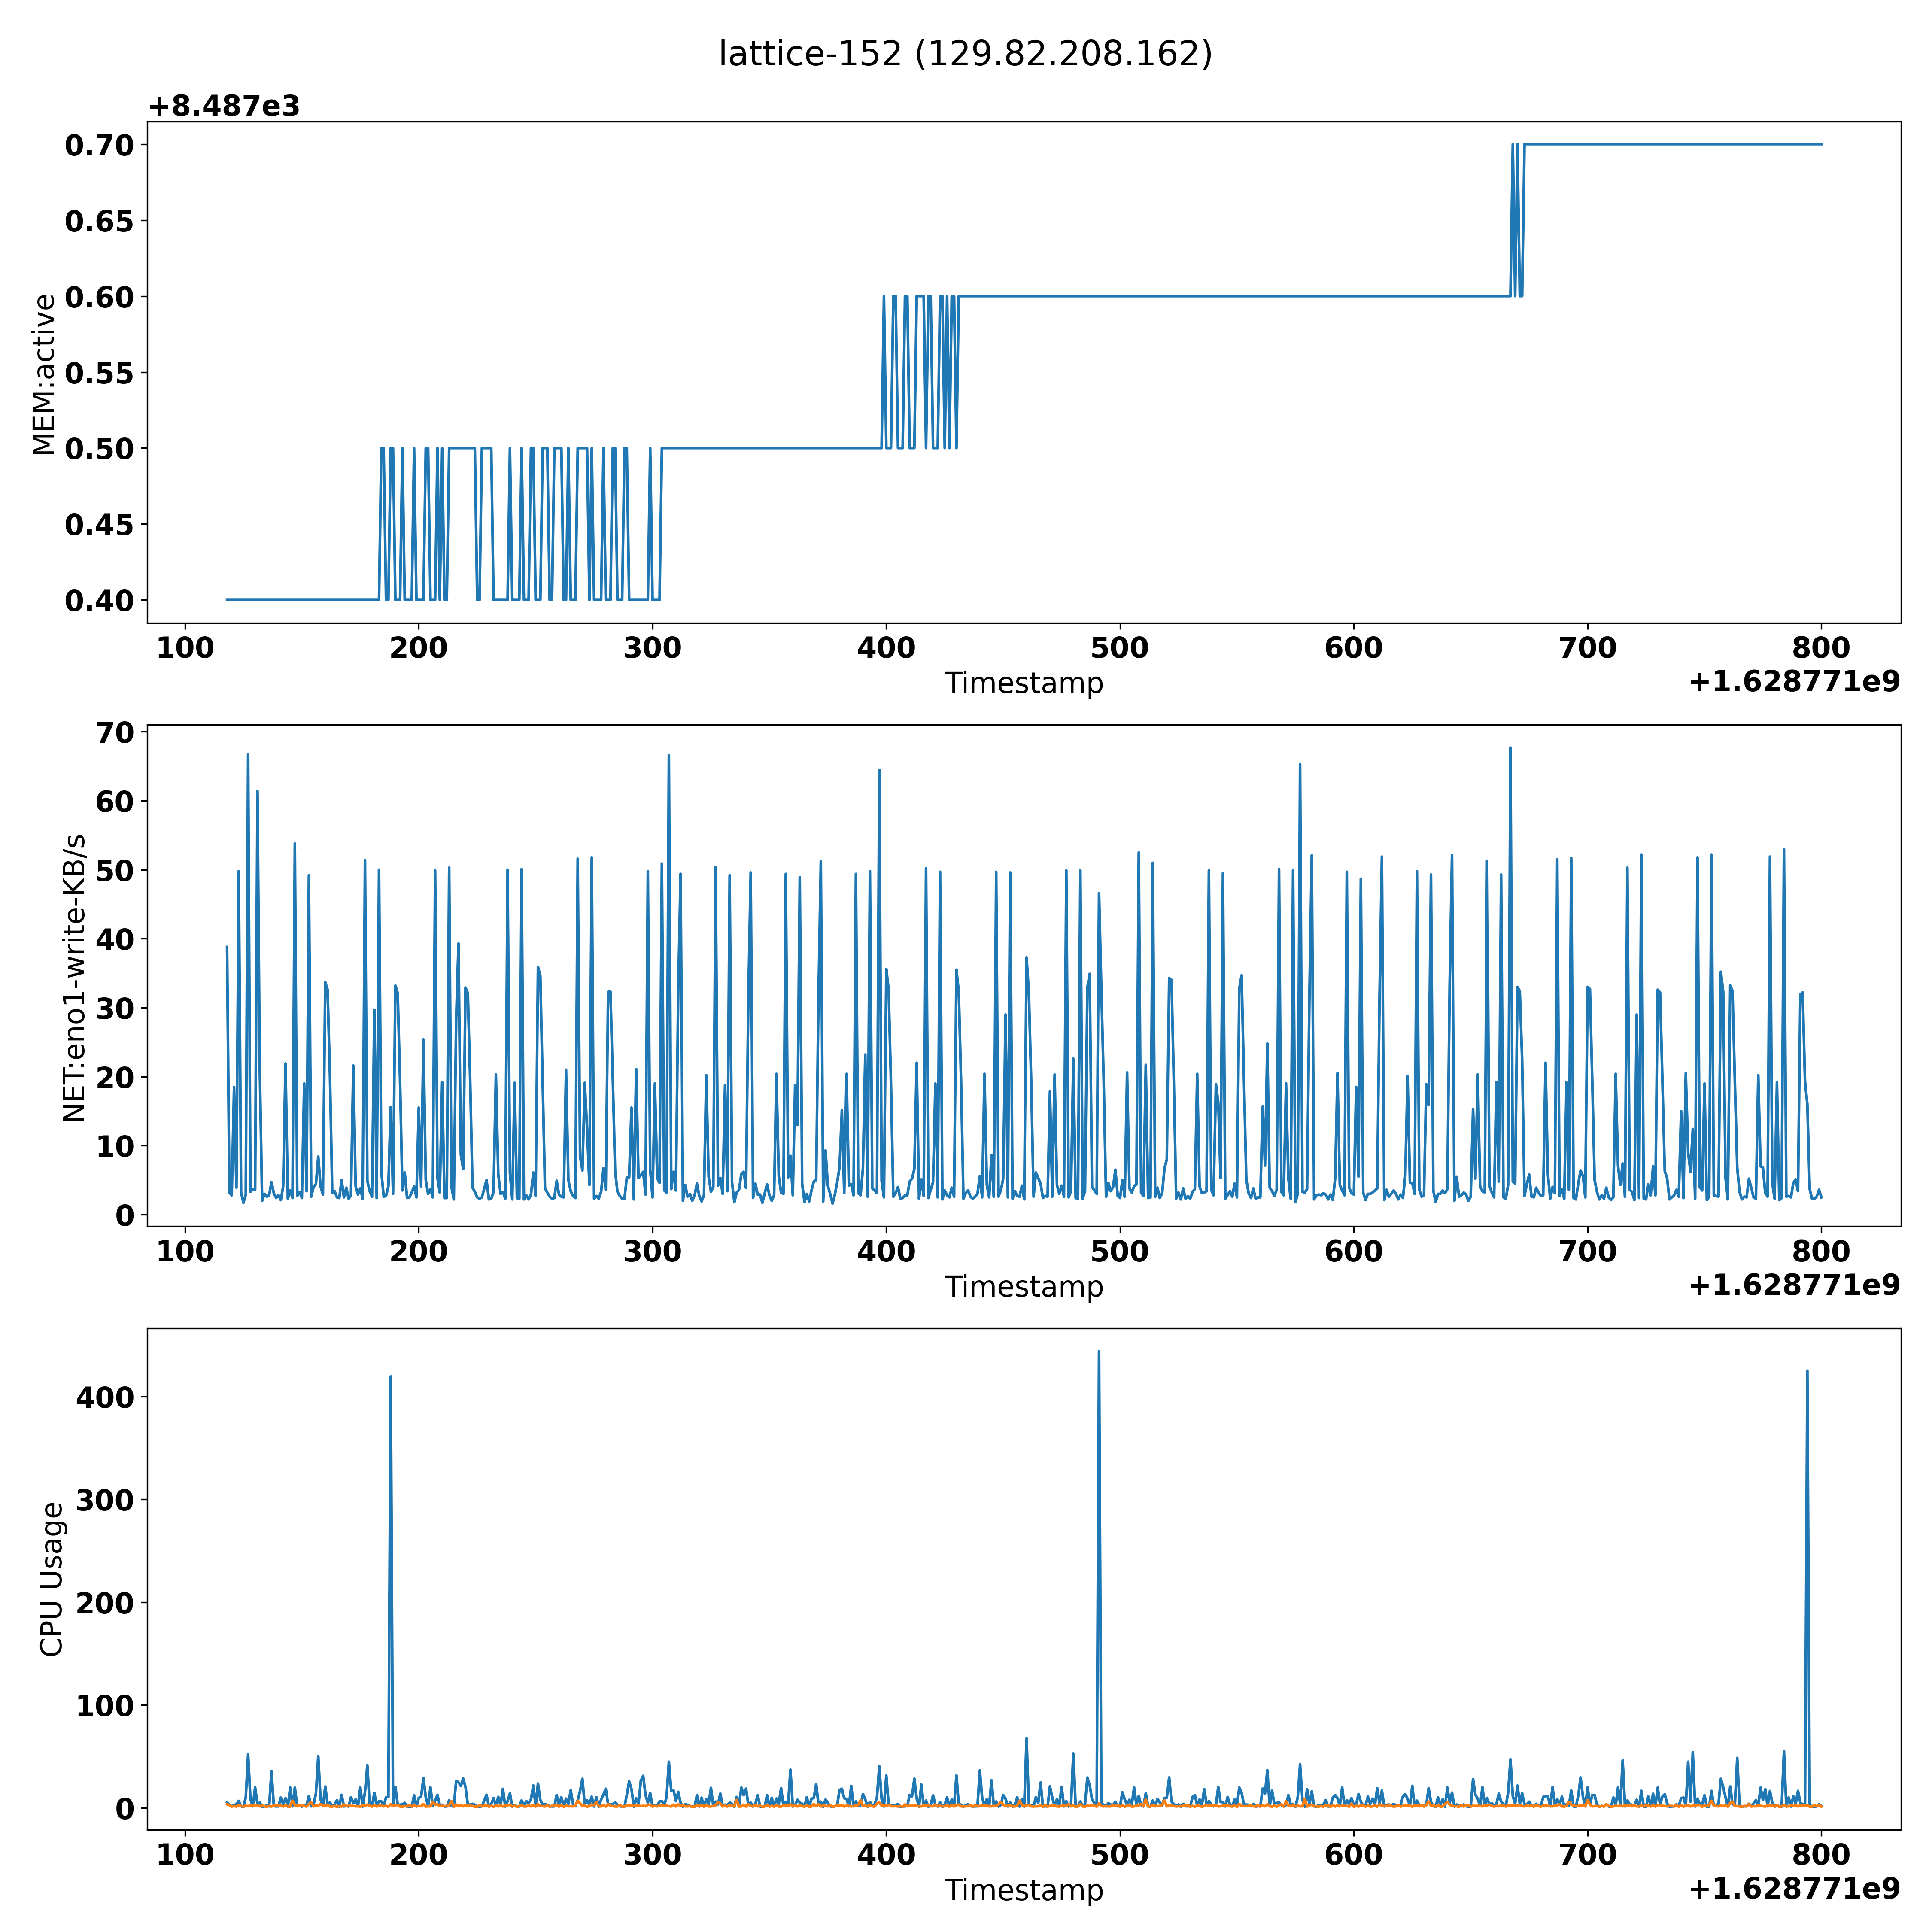 lattice-152 (129.82.208.162)
+8.487e3
0.70
0.65
0.60
0.55
0.50
0.45
0.40
MEM:active
100 200 300 400 500 600 700 800
Timestamp
+1.628771e9
70
60
50
40
30
20
10
0
NET:eno1-write-KB/s
100 200 300 400 500 600 700 800
Timestamp
+1.628771e9
400
300
200
100
0
CPU Usage
100 200 300 400 500 600 700 800
Timestamp
+1.628771e9